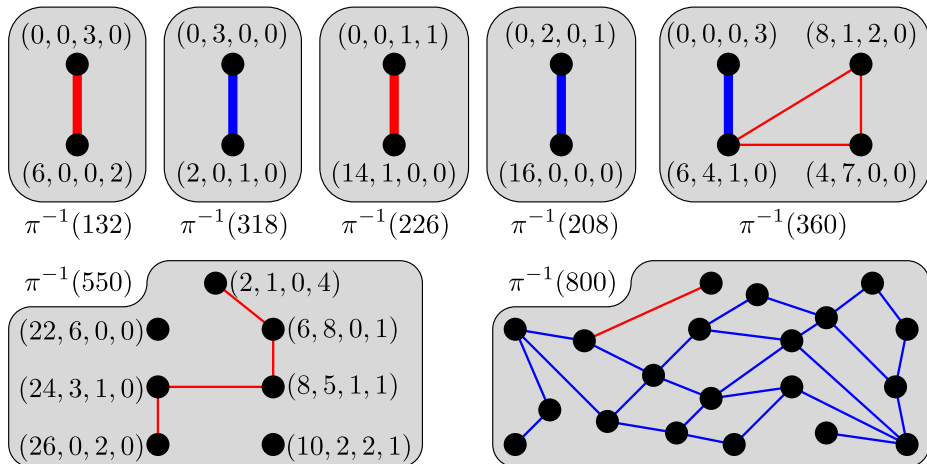 (0, 0, 3, 0) (0, 3, 0, 0) (0, 0, 1, 1) (0, 2, 0, 1) (0, 0, 0, 3) (8, 1, 2, 0)
(6, 0, 0, 2) (2, 0, 1, 0) (14, 1, 0, 0) (16, 0, 0, 0) (6, 4, 1, 0) (4, 7, 0, 0)
π⁻¹(132) π⁻¹(318) π⁻¹(226) π⁻¹(208) π⁻¹(360)
π⁻¹(550) (2, 1, 0, 4) π⁻¹(800)
(22, 6, 0, 0) (6, 8, 0, 1)
(24, 3, 1, 0) (8, 5, 1, 1)
(26, 0, 2, 0) (10, 2, 2, 1)